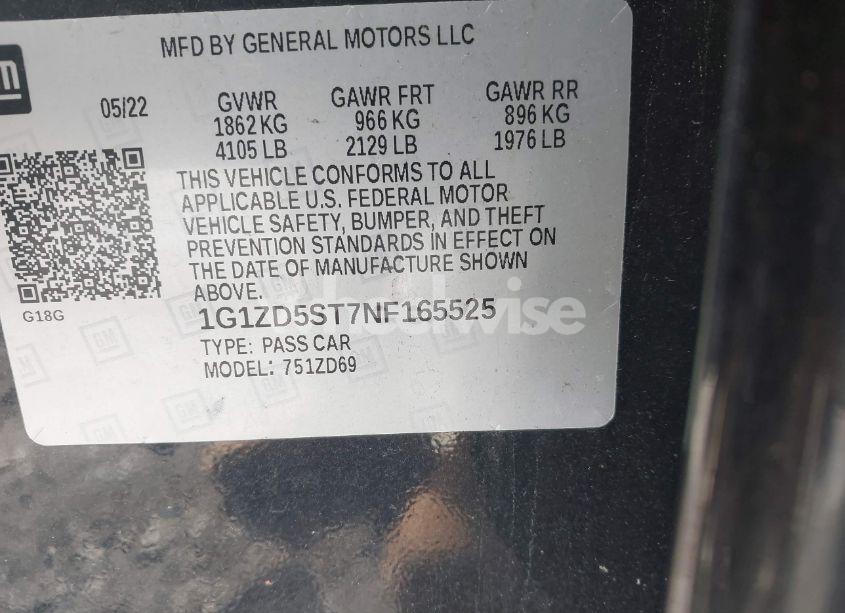 MFD BY GENERAL MOTORS LLC
05/22
GVWR
1862 KG
4105 LB
GAWR FRT
966 KG
2129 LB
GAWR RR
896 KG
1976 LB
THIS VEHICLE CONFORMS TO ALL
APPLICABLE U.S. FEDERAL MOTOR
VEHICLE SAFETY, BUMPER, AND THEFT
PREVENTION STANDARDS IN EFFECT ON
THE DATE OF MANUFACTURE SHOWN
ABOVE.
G18G
1G1ZD5ST7NF165525
TYPE: PASS CAR
MODEL: 751ZD69